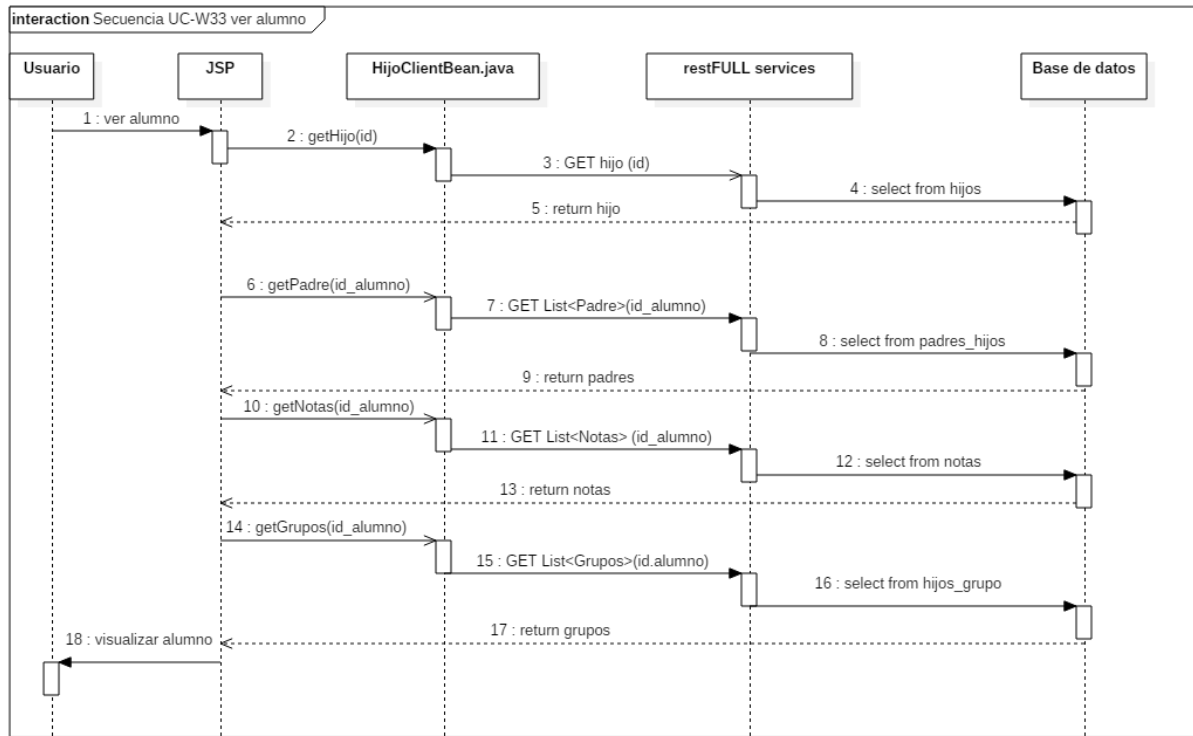 interaction Secuencia UC-W33 ver alumno
Usuario
JSP
HijoClientBean.java
restFULL services
Base de datos
1 : ver alumno
2 : getHijo(id)
3 : GET hijo (id)
4 : select from hijos
5 : return hijo
6 : getPadre(id_alumno)
7 : GET List<Padre>(id_alumno)
8 : select from padres_hijos
9 : return padres
10 : getNotas(id_alumno)
11 : GET List<Notas> (id_alumno)
12 : select from notas
13 : return notas
14 : getGrupos(id_alumno)
15 : GET List<Grupos>(id.alumno)
16 : select from hijos_grupo
17 : return grupos
18 : visualizar alumno